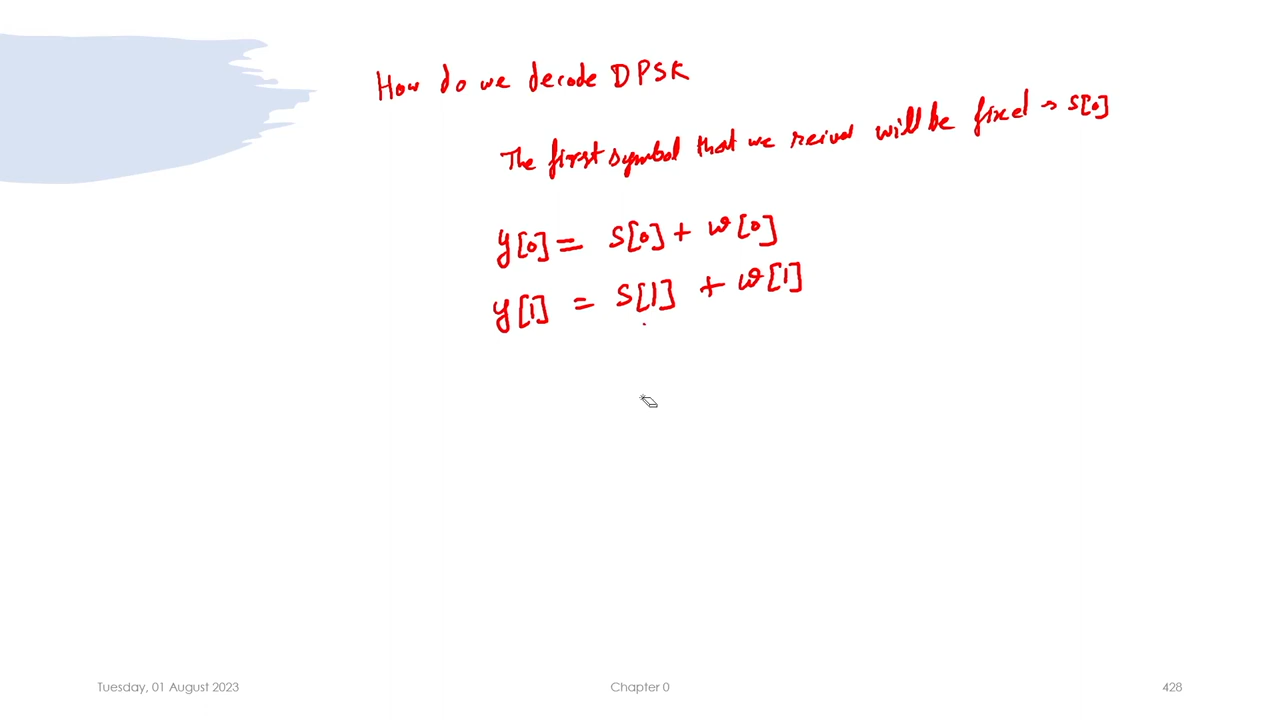 How do we decode DPSK
The first symbol that we reived will be fixed → s[0]
y[0] = s[0] + w[0]
y[1] = s[1] + w[1]
Tuesday, 01 August 2023
Chapter 0
428